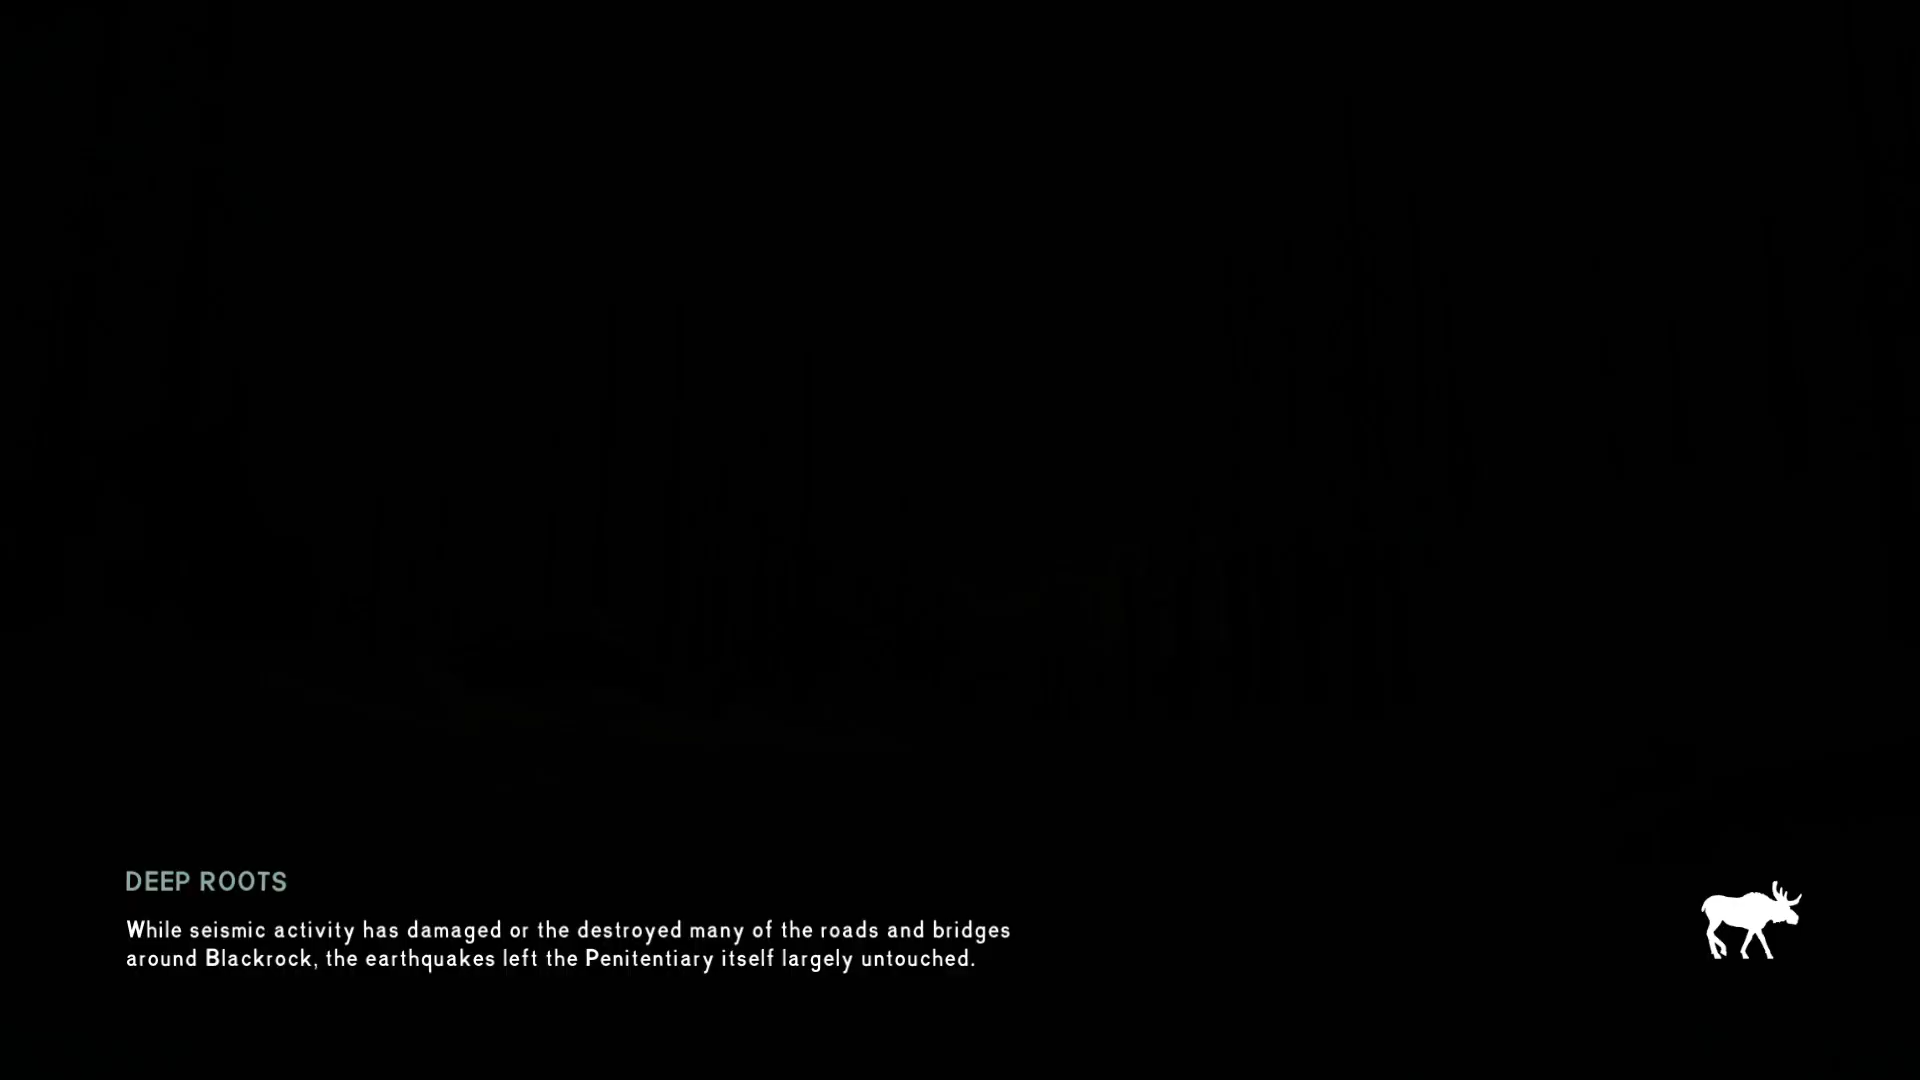 DEEP ROOTS
While seismic activity has damaged or the destroyed many of the roads and bridges
around Blackrock, the earthquakes left the Penitentiary itself largely untouched.